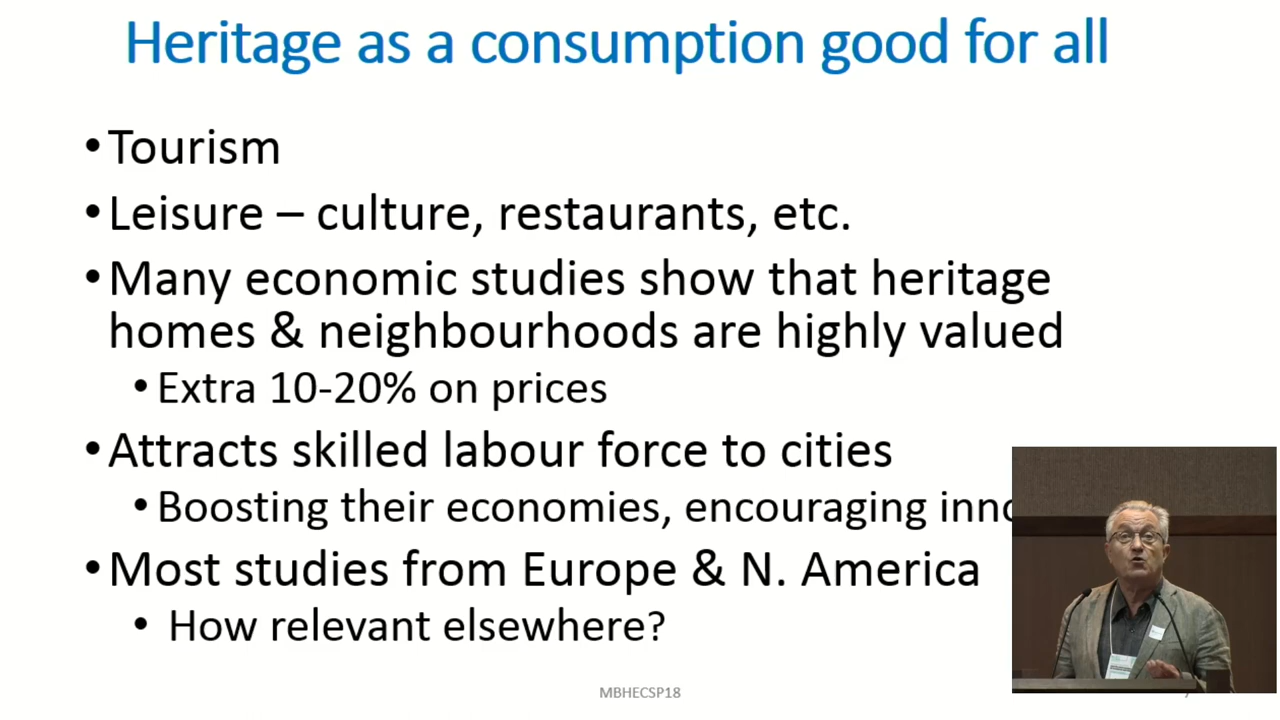 Heritage as a consumption good for all
•Tourism
•Leisure – culture, restaurants, etc.
•Many economic studies show that heritage
homes & neighbourhoods are highly valued
•Extra 10-20% on prices
•Attracts skilled labour force to cities
•Boosting their economies, encouraging
•Most studies from Europe & N. America
• How relevant elsewhere?
MBHECSP18